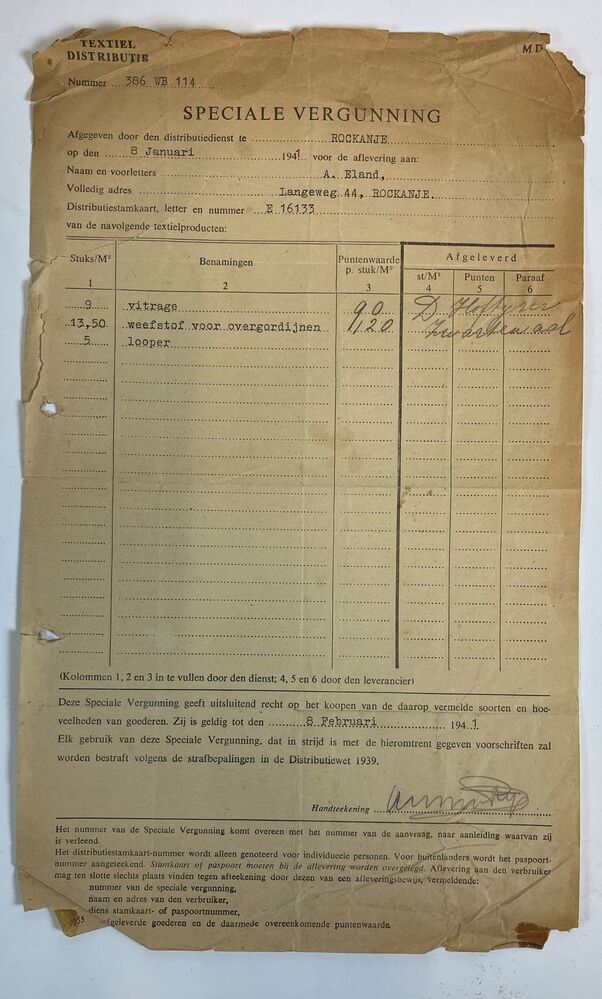 TEXTIEL
DISTRIBUTIE
MD
Nummer 386 WB 114
SPECIALE VERGUNNING
Afgegeven door den distributiedienst te ROCKANJE
op den 8 Januari 1941 voor de aflevering aan:
Naam en voorletters A. Eland,
Volledig adres Langeweg 44, ROCKANJE.
Distributiestamkaart, letter en nummer E 16133
van de navolgende textielproducten:
Stuks/M² Benamingen Puntenwaarde p. stuk/M² Afgeleverd
st/M² Punten Paraaf
1 2 3 4 5 6
9 vitrage 90 D.
13,50 weefstof voor overgordijnen 120 Zwartewaal
5 looper
(Kolommen 1, 2 en 3 in te vullen door den dienst; 4, 5 en 6 door den leverancier)
Deze Speciale Vergunning geeft uitsluitend recht op het koopen van de daarop vermelde soorten en hoe-
veelheden van goederen. Zij is geldig tot den 8 Februari 1941
Elk gebruik van deze Speciale Vergunning, dat in strijd is met de hieromtrent gegeven voorschriften zal
worden bestraft volgens de strafbepalingen in de Distributiewet 1939.
Handteekening
Het nummer van de Speciale Vergunning komt overeen met het nummer van de aanvraag, naar aanleiding waarvan zij
is verleend.
Het distributiestamkaart-nummer wordt alleen genoteerd voor individueele personen. Voor buitenlanders wordt het paspoort-
nummer aangeteekend. Stamkaart of paspoort moeten bij de aflevering worden overgelegd. Aflevering aan den verbruiker
mag ten slotte slechts plaats vinden tegen afteekening door dezen van een afleveringsbewijs, vermeldende:
nummer van de speciale vergunning,
naam en adres van den verbruiker,
diens stamkaart- of paspoortnummer,
afgeleverde goederen en de daarmede overeenkomende puntenwaarde.